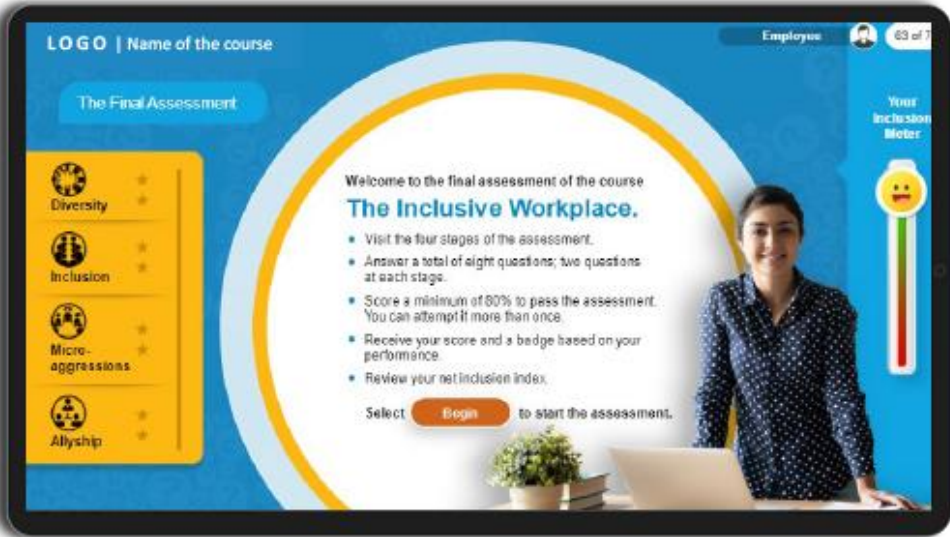 LOGO | Name of the course
Employee
63 of 7
The Final Assessment
Your
Inclusion
Meter
Diversity
Inclusion
Micro-
aggressions
Allyship
Welcome to the final assessment of the course
The Inclusive Workplace.
• Visit the four stages of the assessment.
• Answer a total of eight questions; two questions
at each stage.
• Score a minimum of 80% to pass the assessment.
You can attempt it more than once.
• Receive your score and a badge based on your
performance.
• Review your net inclusion index.
Select Begin to start the assessment.